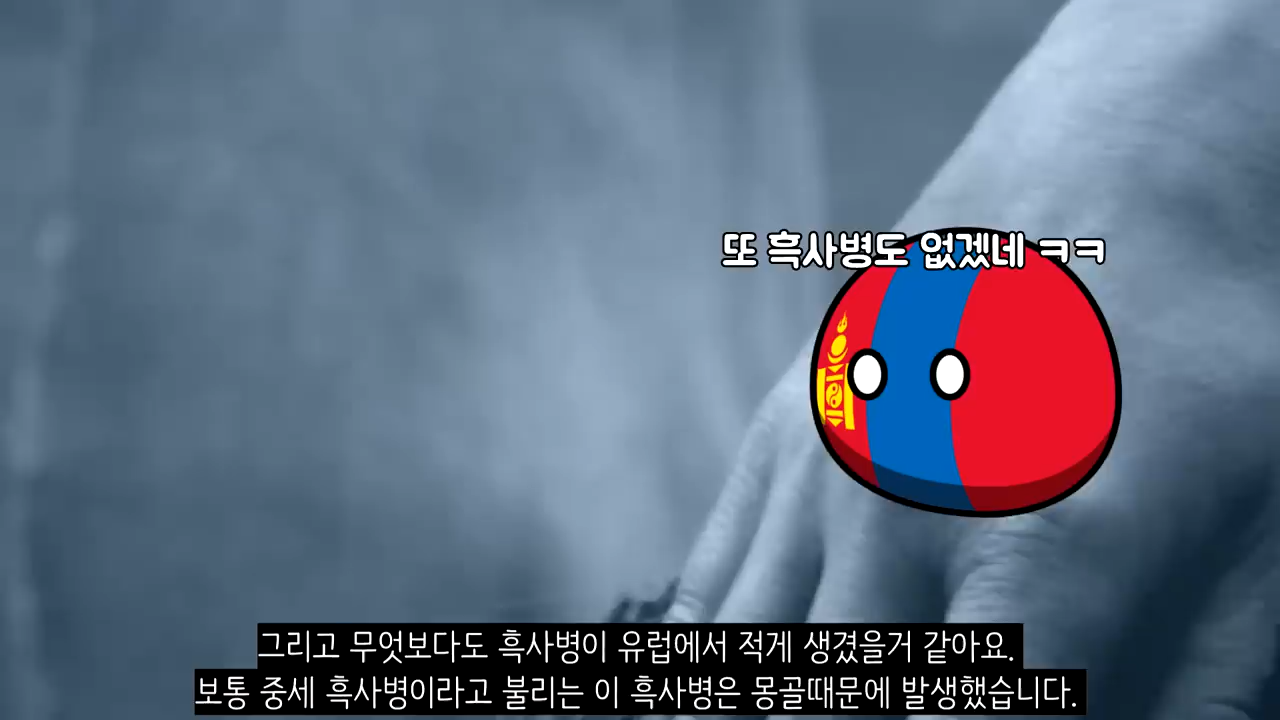 또 흑사병도 없겠네 ㅋㅋ
그리고 무엇보다도 흑사병이 유럽에서 적게 생겼을거 같아요.
보통 중세 흑사병이라고 불리는 이 흑사병은 몽골때문에 발생했습니다.